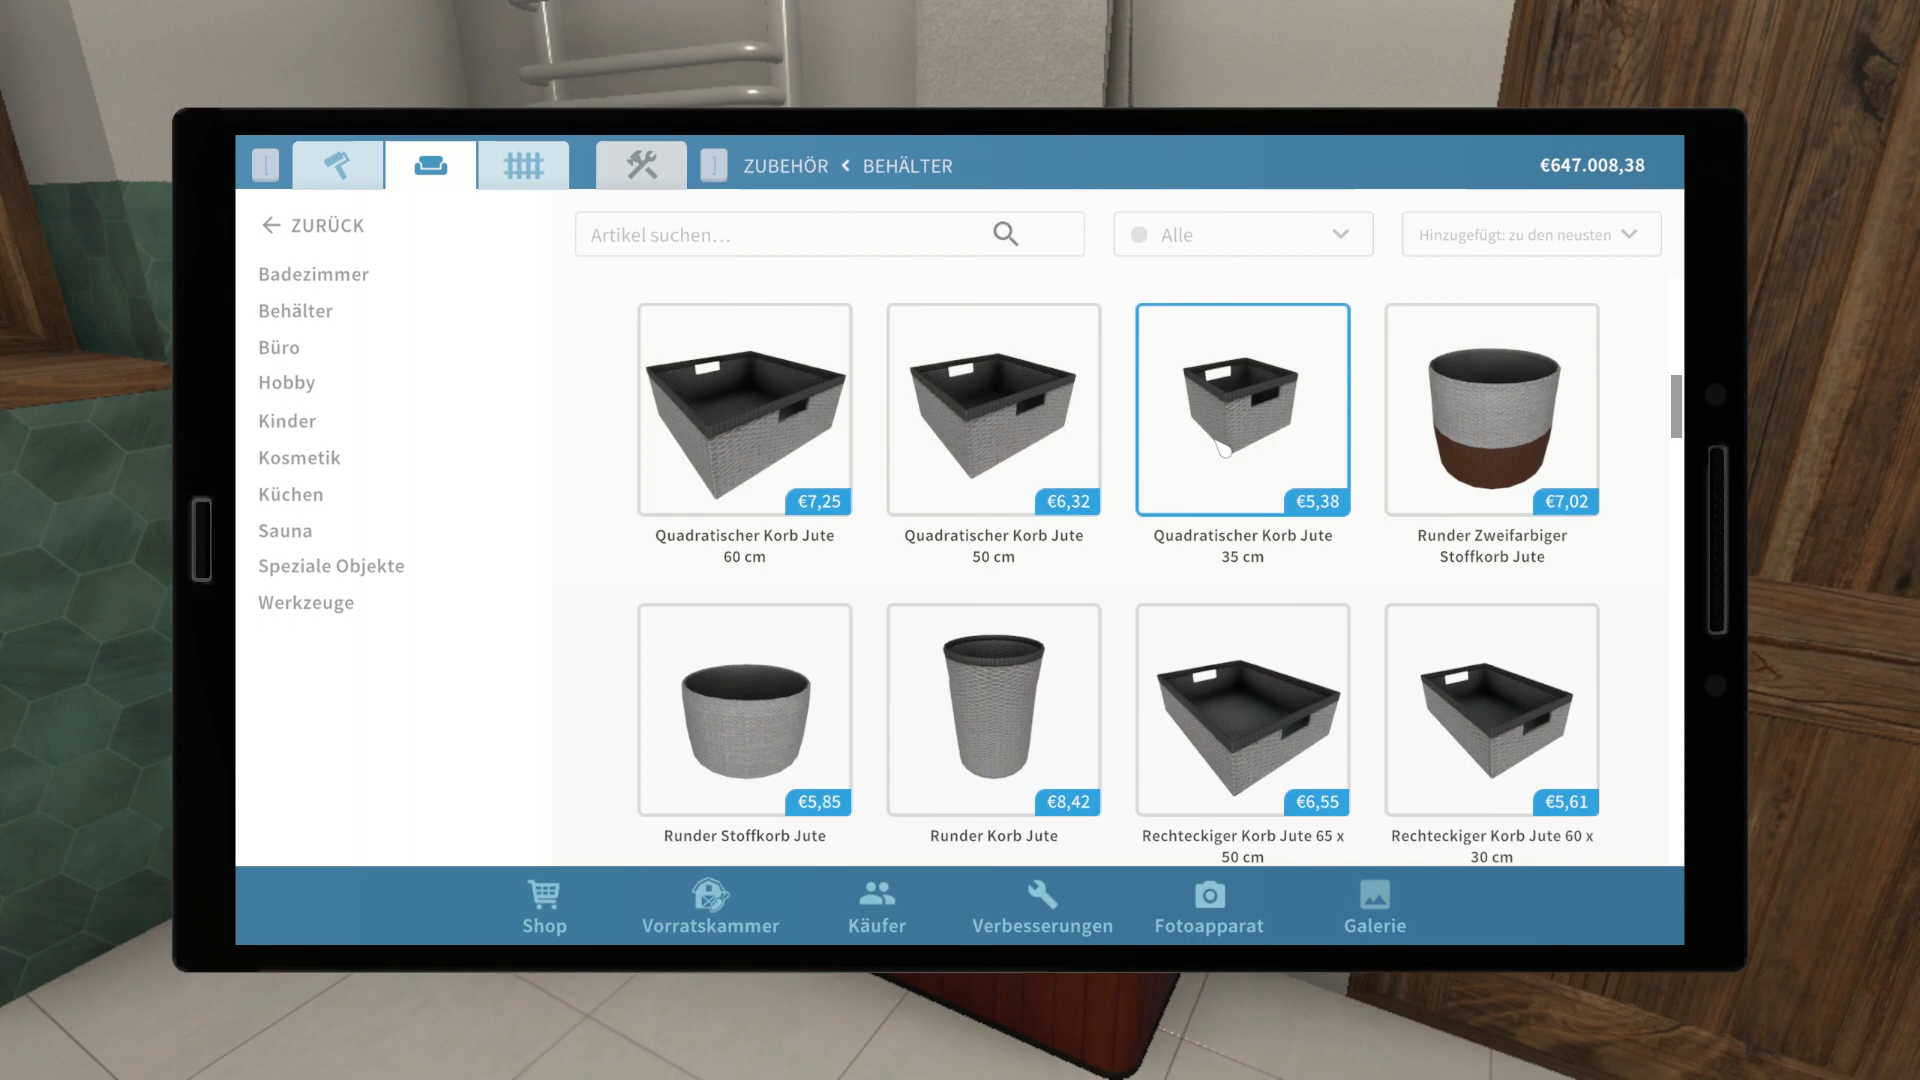 [
]
ZUBEHÖR < BEHÄLTER
€647.008,38
← ZURÜCK
Badezimmer
Behälter
Büro
Hobby
Kinder
Kosmetik
Küchen
Sauna
Speziale Objekte
Werkzeuge
Artikel suchen...
Alle
Hinzugefügt: zu den neusten
€7,25
Quadratischer Korb Jute
60 cm
€6,32
Quadratischer Korb Jute
50 cm
€5,38
Quadratischer Korb Jute
35 cm
€7,02
Runder Zweifarbiger
Stoffkorb Jute
€5,85
Runder Stoffkorb Jute
€8,42
Runder Korb Jute
€6,55
Rechteckiger Korb Jute 65 x
50 cm
€5,61
Rechteckiger Korb Jute 60 x
30 cm
Shop
Vorratskammer
Käufer
Verbesserungen
Fotoapparat
Galerie